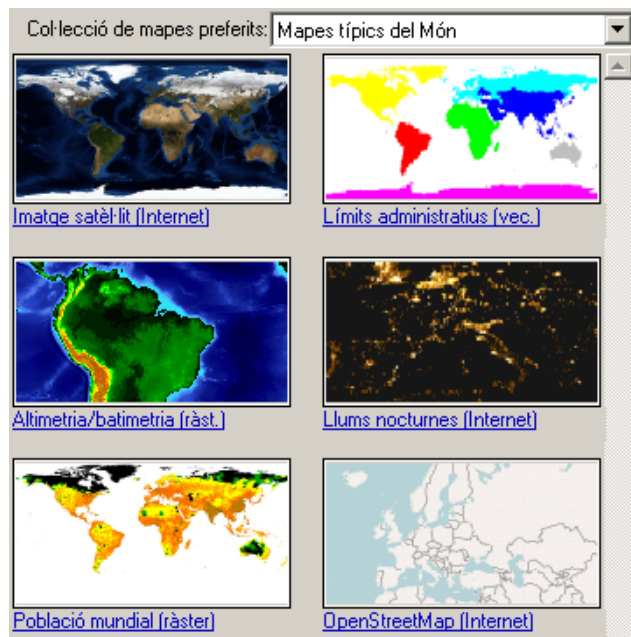 Col·lecció de mapes preferits: Mapes típics del Món
Imatge satèl·lit (Internet)
Límits administratius (vec.)
Altimetria/batimetria (ràst.)
Llums nocturnes (Internet)
Població mundial (ràster)
OpenStreetMap (Internet)